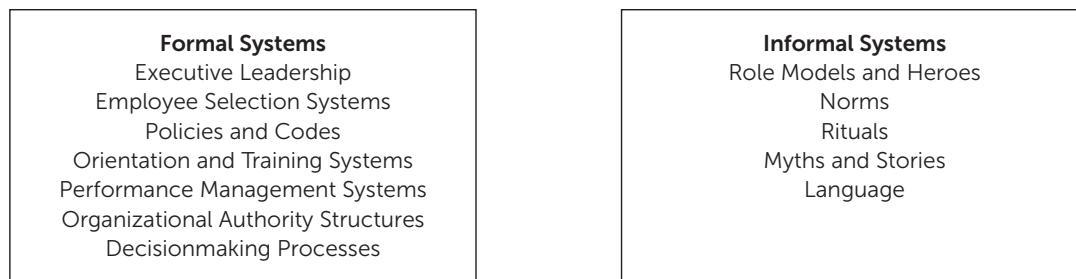 Formal Systems
Executive Leadership
Employee Selection Systems
Policies and Codes
Orientation and Training Systems
Performance Management Systems
Organizational Authority Structures
Decisionmaking Processes
Informal Systems
Role Models and Heroes
Norms
Rituals
Myths and Stories
Language